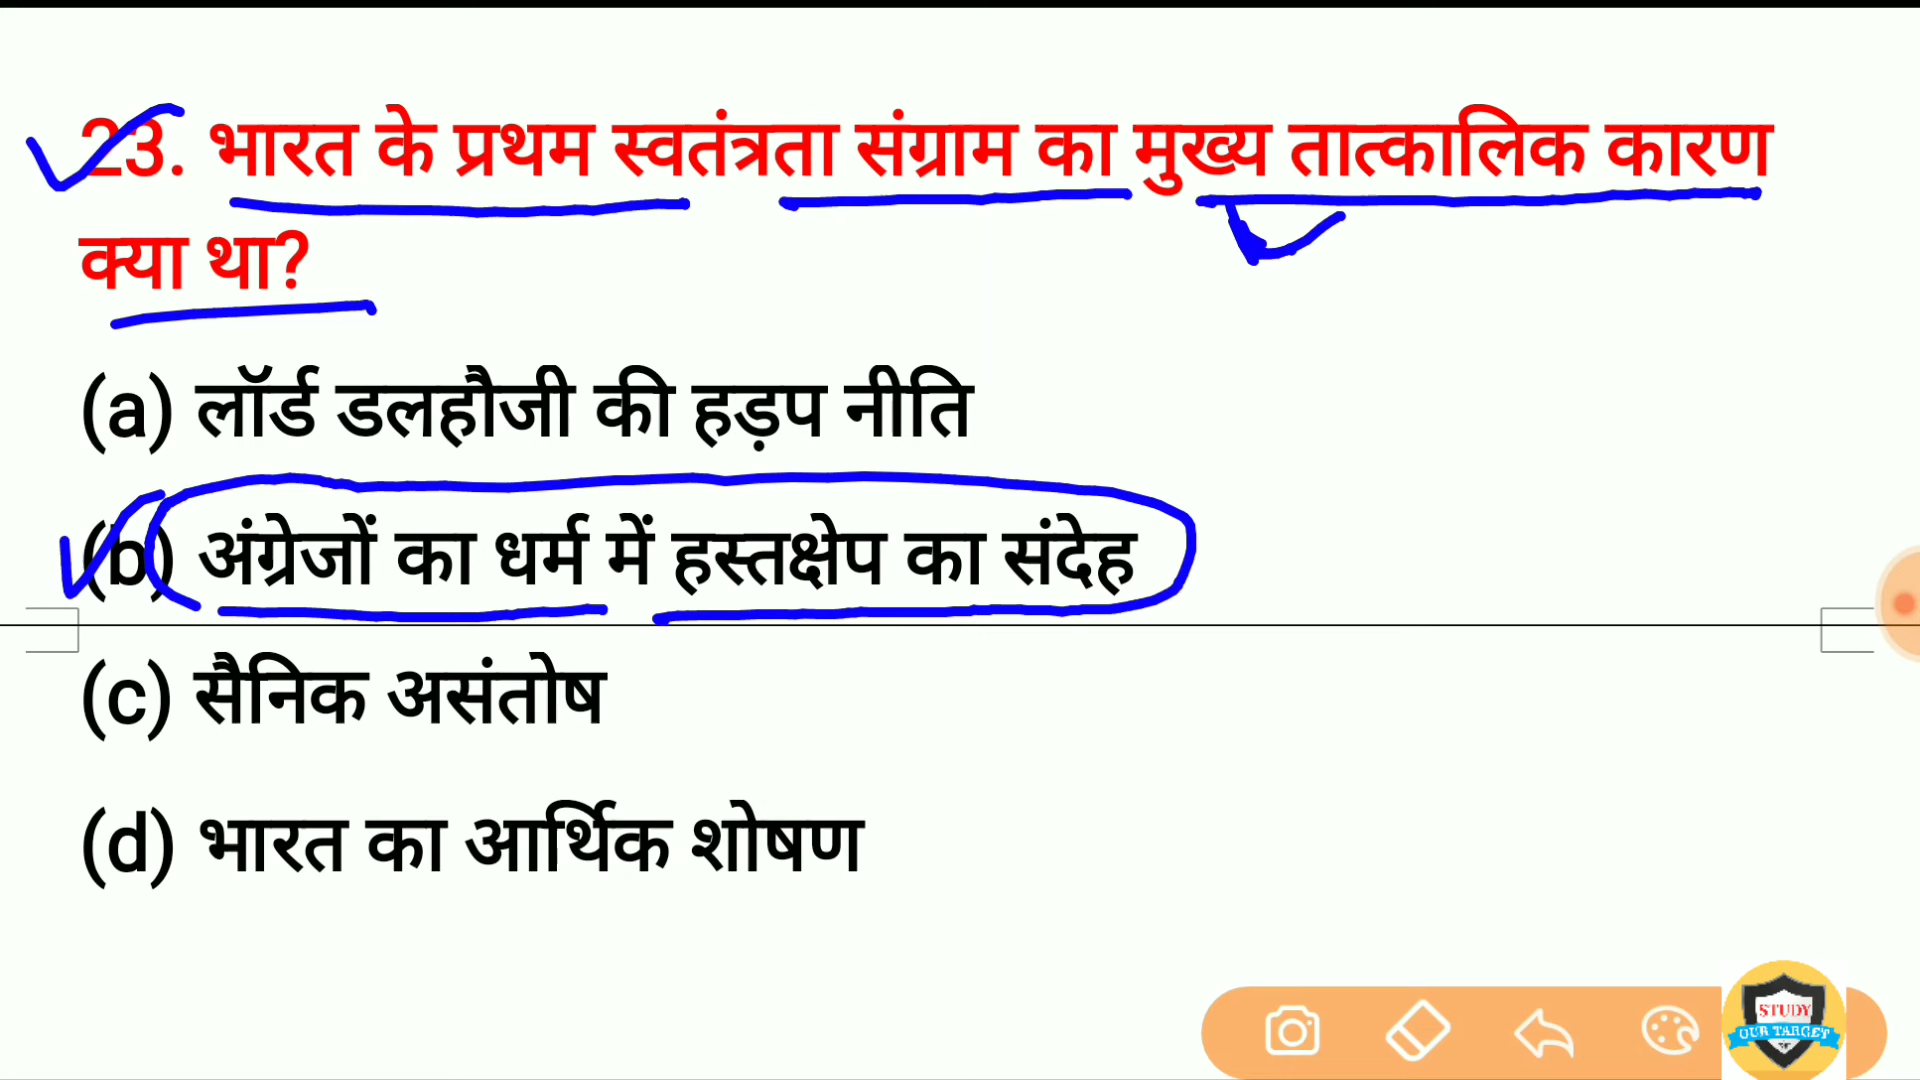 23. भारत के प्रथम स्वतंत्रता संग्राम का मुख्य तात्कालिक कारण
क्या था?
(a) लॉर्ड डलहौजी की हड़प नीति
(b) अंग्रेजों का धर्म में हस्तक्षेप का संदेह
(c) सैनिक असंतोष
(d) भारत का आर्थिक शोषण
STUDY
OUR TARGET